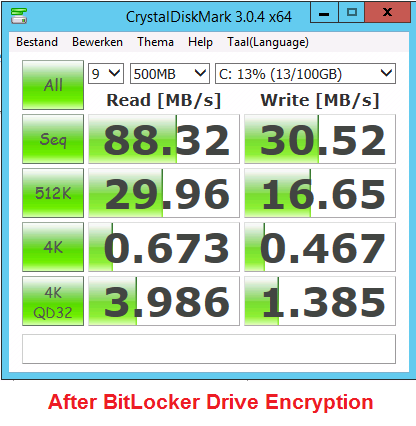 CrystalDiskMark 3.0.4 x64
Bestand Bewerken Thema Help Taal(Language)
All 9 500MB C: 13% (13/100GB)
Read [MB/s] Write [MB/s]
Seq 88.32 30.52
512K 29.96 16.65
4K 0.673 0.467
4K QD32 3.986 1.385
After BitLocker Drive Encryption